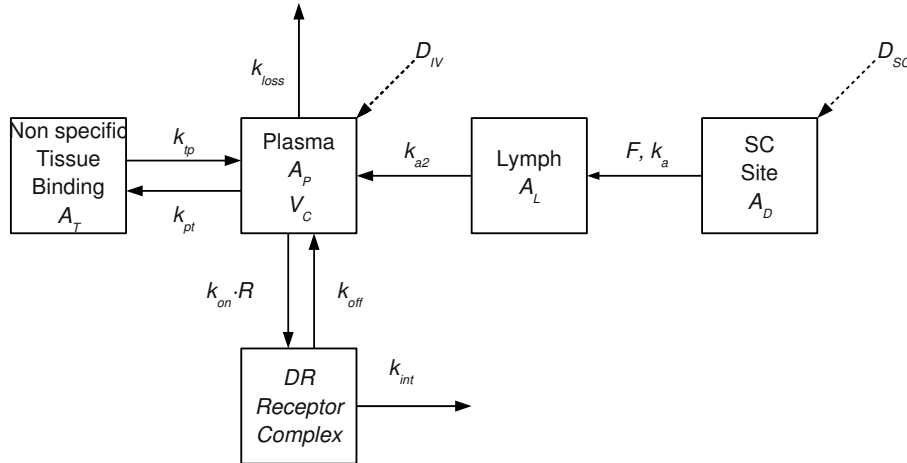 D_IV
D_SC
k_loss
Non specific
Tissue
Binding
A_T
k_tp
k_pt
Plasma
A_P
V_C
k_a2
Lymph
A_L
F, k_a
SC
Site
A_D
k_on·R
k_off
DR
Receptor
Complex
k_int